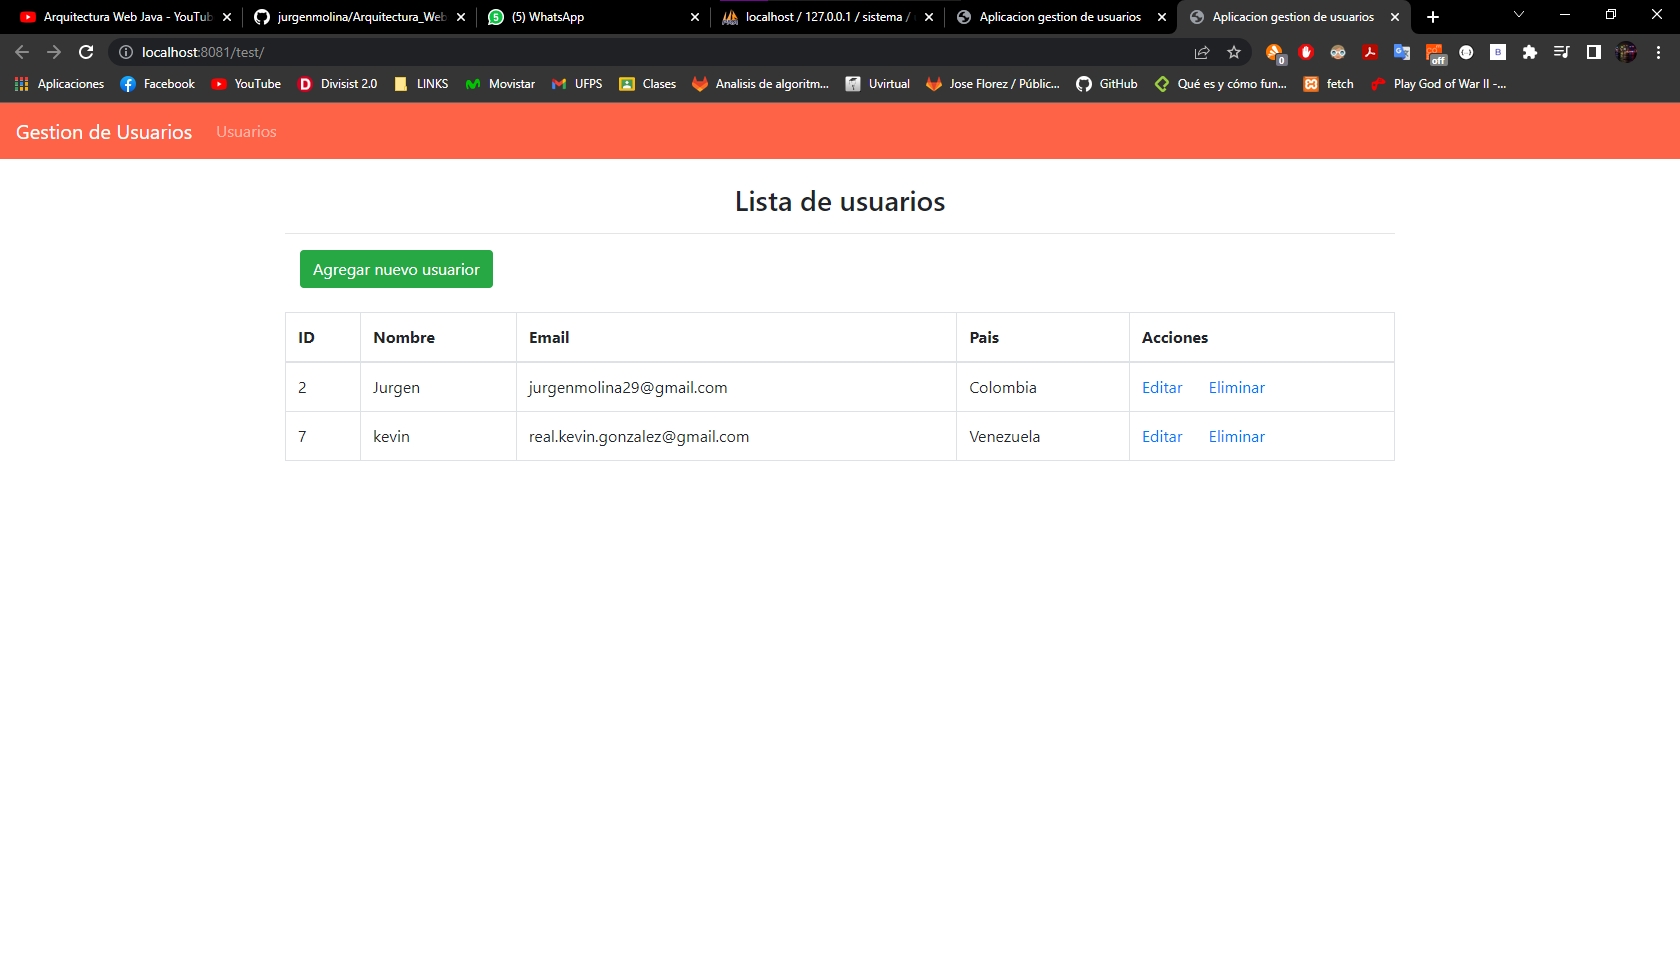 Arquitectura Web Java - YouTub
jurgenmolina/Arquitectura_Web
5 (5) WhatsApp
localhost / 127.0.0.1 / sistema /
Aplicacion gestion de usuarios
Aplicacion gestion de usuarios
localhost:8081/test/
0
off
Aplicaciones
Facebook
YouTube
D Divisist 2.0
LINKS
Movistar
UFPS
Clases
Analisis de algoritm...
Uvirtual
Jose Florez / Públic...
GitHub
Qué es y cómo fun...
fetch
Play God of War II -...
Gestion de Usuarios Usuarios
Lista de usuarios
Agregar nuevo usuarior
ID Nombre Email Pais Acciones
2 Jurgen jurgenmolina29@gmail.com Colombia Editar Eliminar
7 kevin real.kevin.gonzalez@gmail.com Venezuela Editar Eliminar